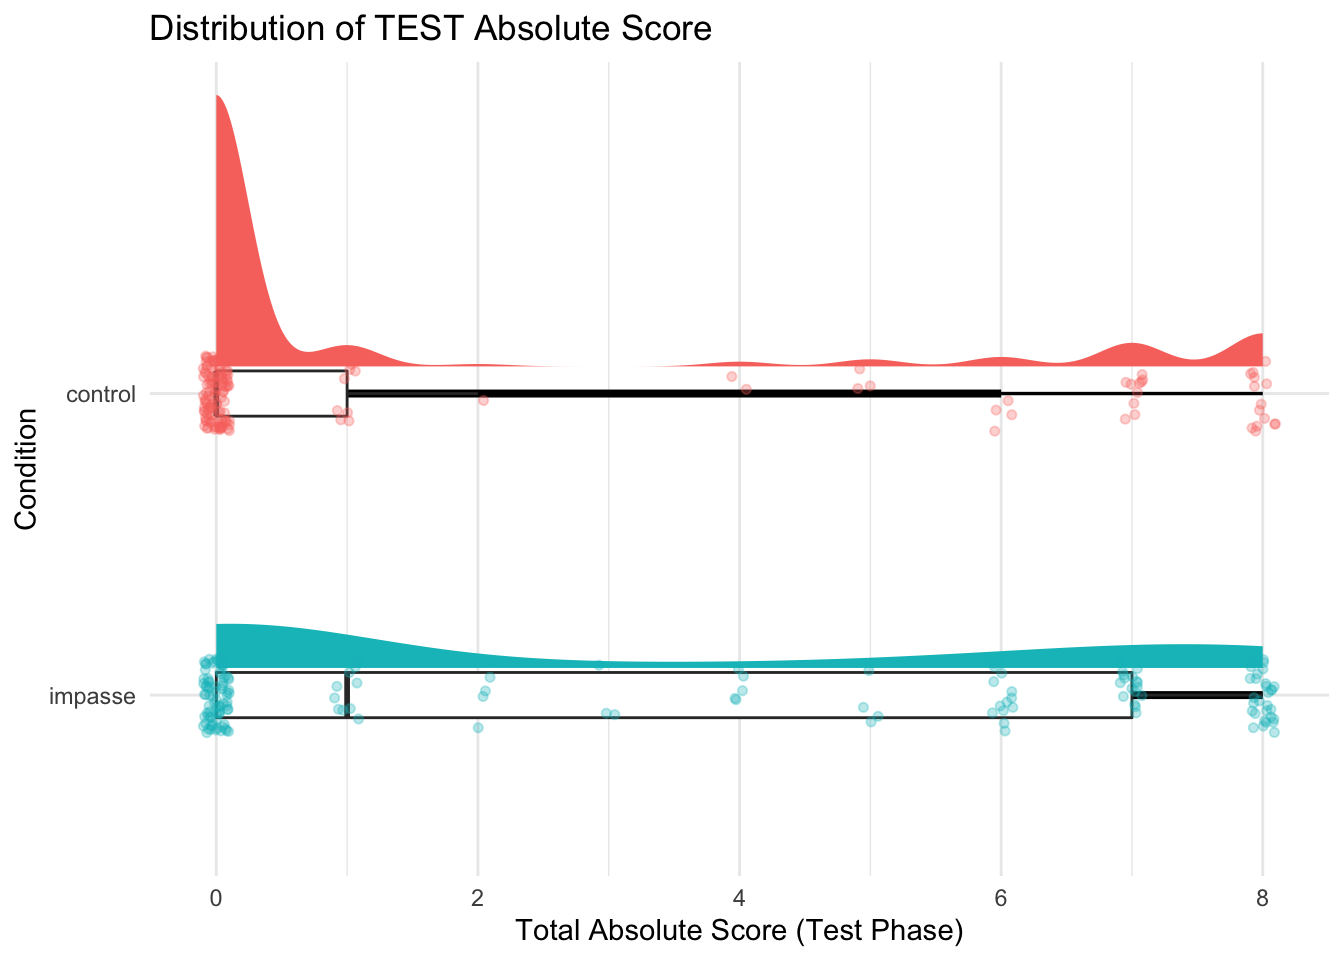 Distribution of TEST Absolute Score
Condition
control
impasse
0 2 4 6 8
Total Absolute Score (Test Phase)